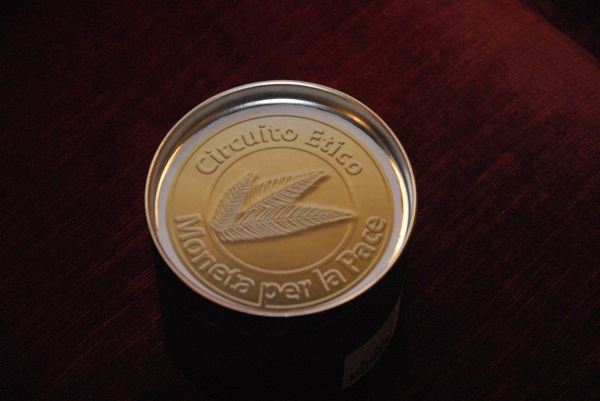 Circuito Etico
Moneta per la Pace